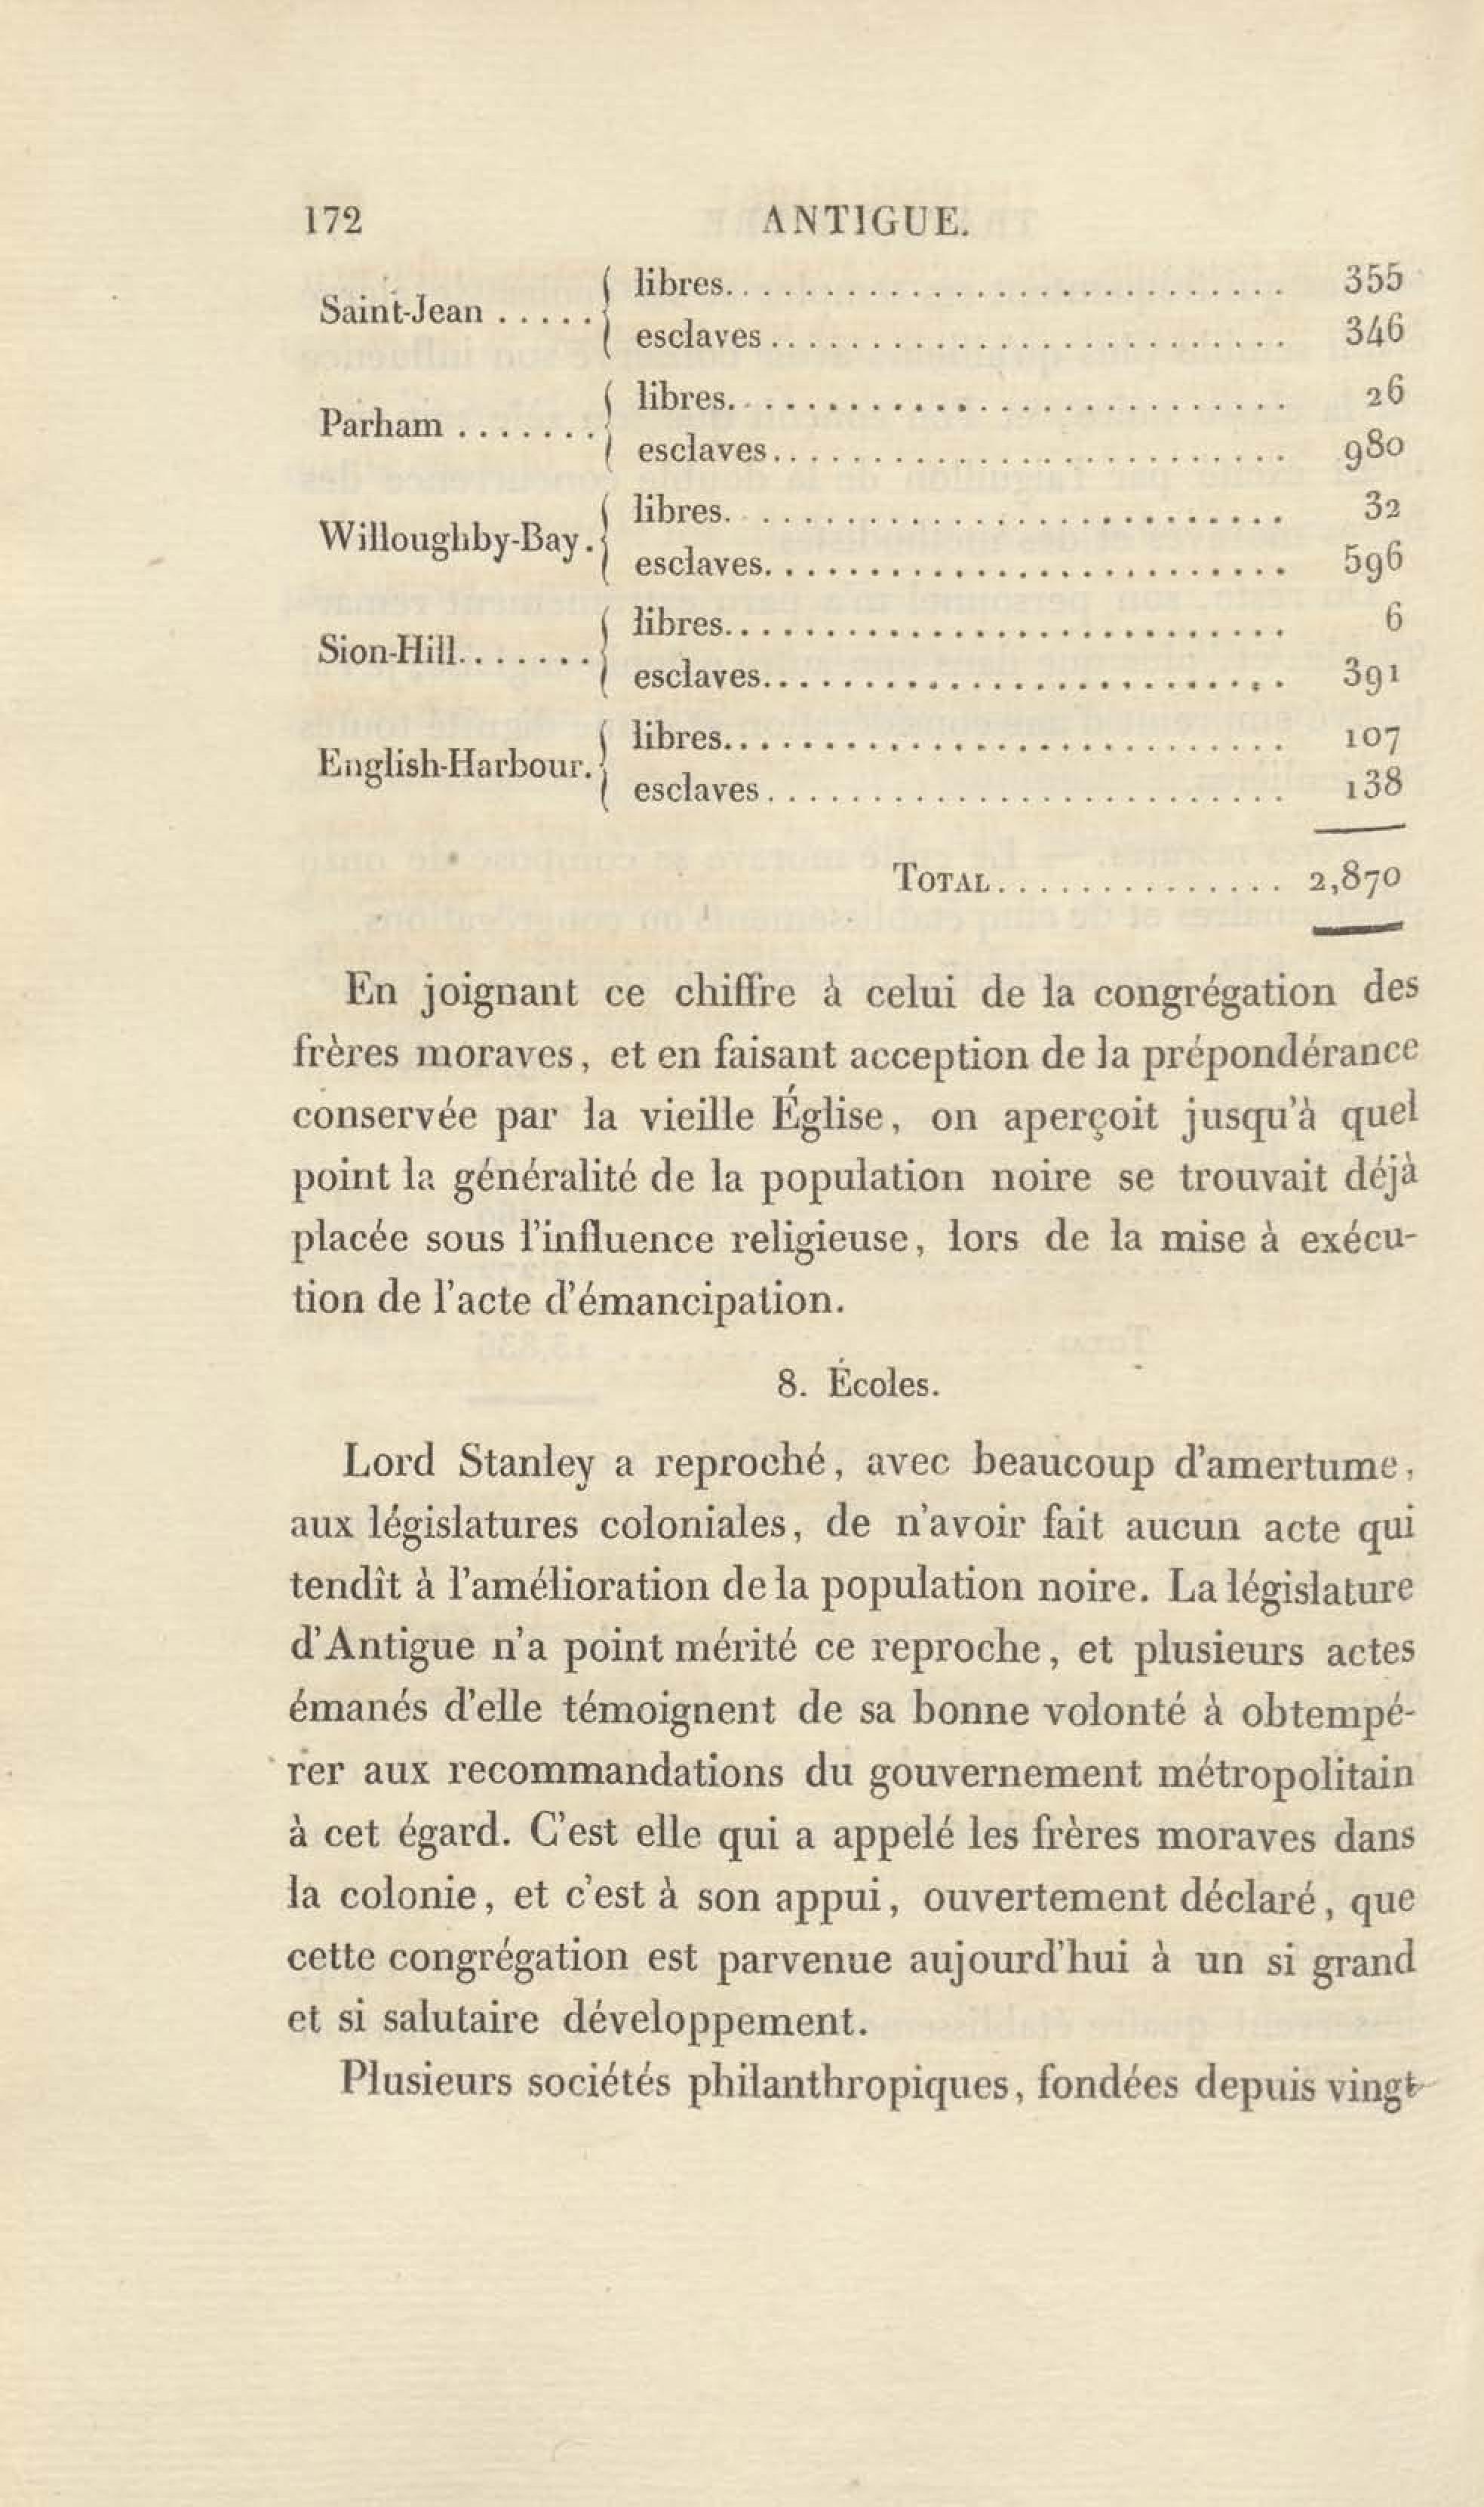 172 ANTIGUE.
Saint-Jean ..... { libres............................ 355
esclaves.......................... 346
Parham ....... { libres............................ 26
esclaves.......................... 980
Willoughby-Bay. { libres............................ 32
esclaves.......................... 596
Sion-Hill....... { libres............................ 6
esclaves.......................... 391
English-Harbour. { libres............................ 107
esclaves.......................... 138
TOTAL.............. 2,870
En joignant ce chiffre à celui de la congrégation des
frères moraves, et en faisant acception de la prépondérance
conservée par la vieille Église, on aperçoit jusqu'à quel
point la généralité de la population noire se trouvait déjà
placée sous l'influence religieuse, lors de la mise à exécu-
tion de l'acte d'émancipation.
8. Écoles.
Lord Stanley a reproché, avec beaucoup d'amertume,
aux législatures coloniales, de n'avoir fait aucun acte qui
tendît à l'amélioration de la population noire. La législature
d'Antigue n'a point mérité ce reproche, et plusieurs actes
émanés d'elle témoignent de sa bonne volonté à obtempé-
rer aux recommandations du gouvernement métropolitain
à cet égard. C'est elle qui a appelé les frères moraves dans
la colonie, et c'est à son appui, ouvertement déclaré, que
cette congrégation est parvenue aujourd'hui à un si grand
et si salutaire développement.
Plusieurs sociétés philanthropiques, fondées depuis vingt-